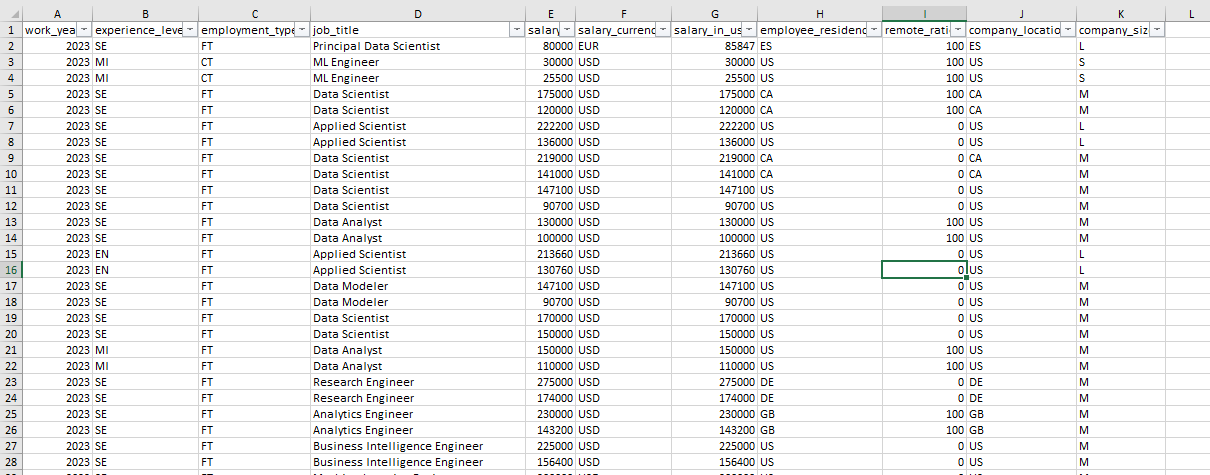 A B C D E F G H I J K L
1 work_yea experience_leve employment_type job_title salary salary_currenc salary_in_us employee_residenc remote_rati company_locatio company_siz
2 2023 SE FT Principal Data Scientist 80000 EUR 85847 ES 100 ES L
3 2023 MI CT ML Engineer 30000 USD 30000 US 100 US S
4 2023 MI CT ML Engineer 25500 USD 25500 US 100 US S
5 2023 SE FT Data Scientist 175000 USD 175000 CA 100 CA M
6 2023 SE FT Data Scientist 120000 USD 120000 CA 100 CA M
7 2023 SE FT Applied Scientist 222200 USD 222200 US 0 US L
8 2023 SE FT Applied Scientist 136000 USD 136000 US 0 US L
9 2023 SE FT Data Scientist 219000 USD 219000 CA 0 CA M
10 2023 SE FT Data Scientist 141000 USD 141000 CA 0 CA M
11 2023 SE FT Data Scientist 147100 USD 147100 US 0 US M
12 2023 SE FT Data Scientist 90700 USD 90700 US 0 US M
13 2023 SE FT Data Analyst 130000 USD 130000 US 100 US M
14 2023 SE FT Data Analyst 100000 USD 100000 US 100 US M
15 2023 EN FT Applied Scientist 213660 USD 213660 US 0 US L
16 2023 EN FT Applied Scientist 130760 USD 130760 US 0 US L
17 2023 SE FT Data Modeler 147100 USD 147100 US 0 US M
18 2023 SE FT Data Modeler 90700 USD 90700 US 0 US M
19 2023 SE FT Data Scientist 170000 USD 170000 US 0 US M
20 2023 SE FT Data Scientist 150000 USD 150000 US 0 US M
21 2023 MI FT Data Analyst 150000 USD 150000 US 100 US M
22 2023 MI FT Data Analyst 110000 USD 110000 US 100 US M
23 2023 SE FT Research Engineer 275000 USD 275000 DE 0 DE M
24 2023 SE FT Research Engineer 174000 USD 174000 DE 0 DE M
25 2023 SE FT Analytics Engineer 230000 USD 230000 GB 100 GB M
26 2023 SE FT Analytics Engineer 143200 USD 143200 GB 100 GB M
27 2023 SE FT Business Intelligence Engineer 225000 USD 225000 US 0 US M
28 2023 SE FT Business Intelligence Engineer 156400 USD 156400 US 0 US M